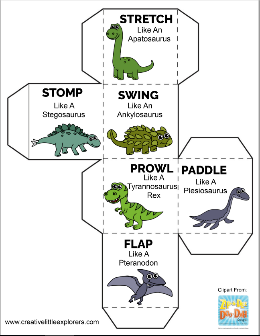 STRETCH
Like An
Apatosaurus
STOMP
Like A
Stegosaurus
SWING
Like An
Ankylosaurus
PROWL
Like A
Tyrannosaurus
Rex
PADDLE
Like A
Plesiosaurus
FLAP
Like A
Pteranodon
Clipart From:
www.creativelittleexplorers.com